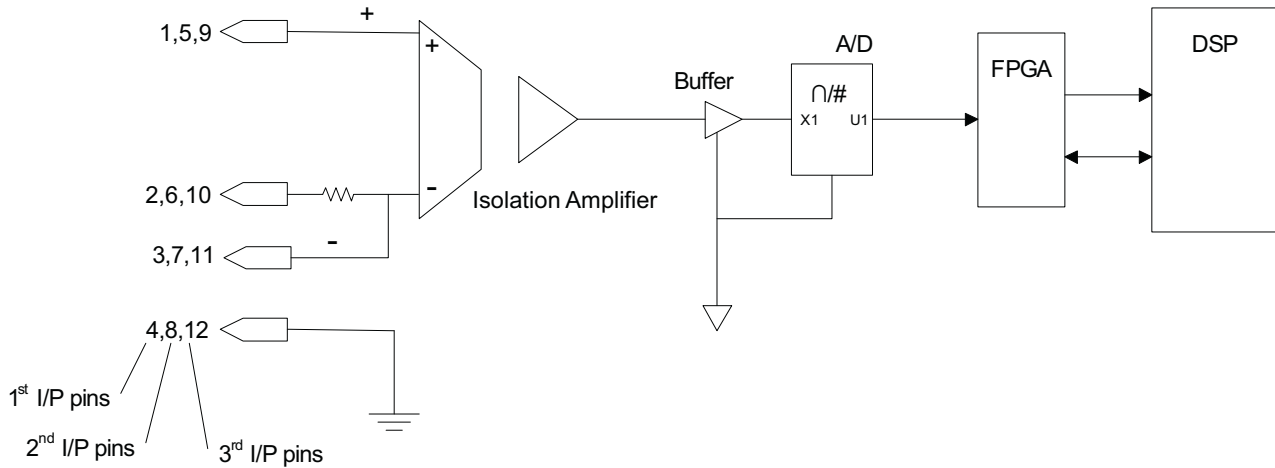 1,5,9
+
+
2,6,10
-
3,7,11
-
4,8,12
1st I/P pins
2nd I/P pins
3rd I/P pins
Isolation Amplifier
Buffer
A/D
∩/#
X1 U1
FPGA
DSP